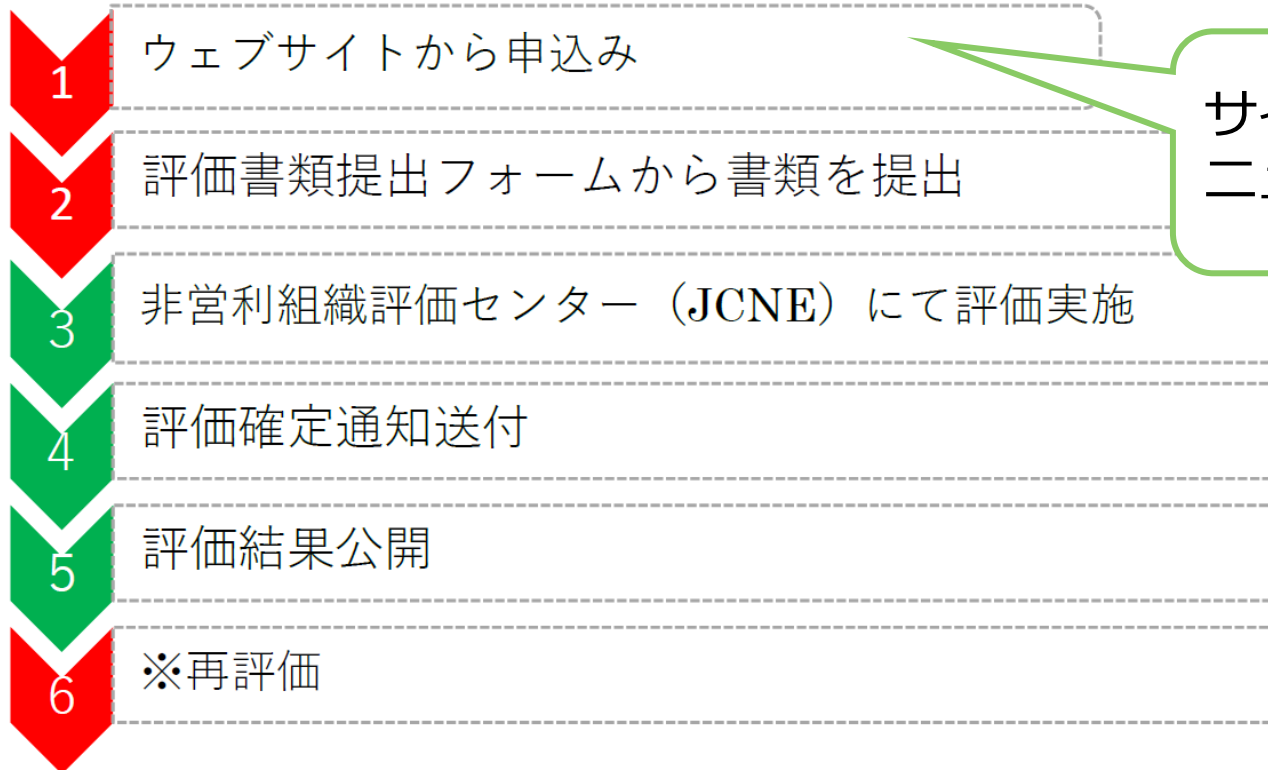 1
ウェブサイトから申込み
2
評価書類提出フォームから書類を提出
3
非営利組織評価センター（JCNE）にて評価実施
4
評価確定通知送付
5
評価結果公開
6
※再評価
サ
ニ